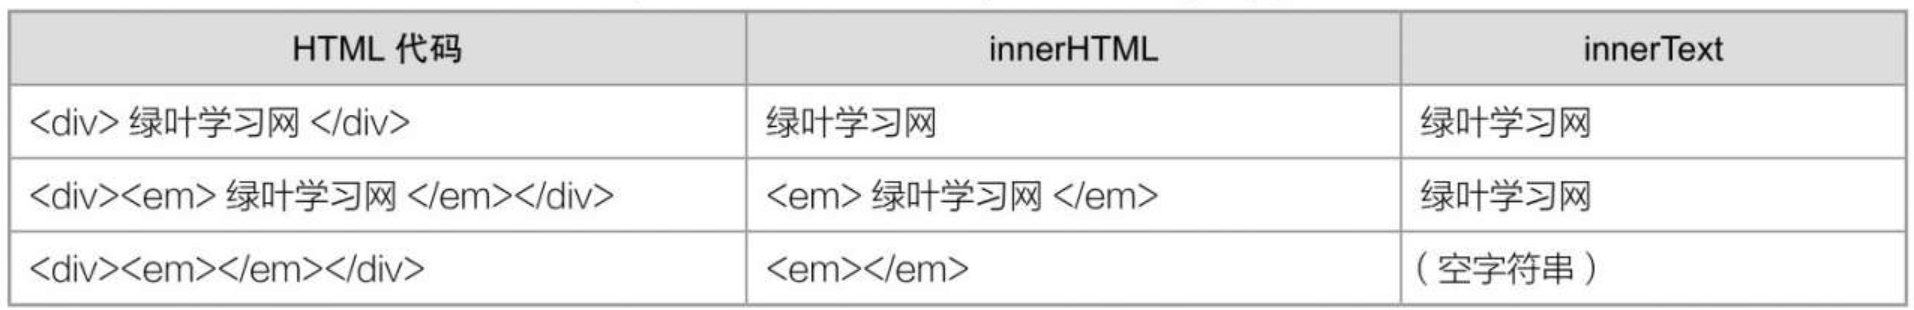 HTML 代码 innerHTML innerText
<div> 绿叶学习网 </div> 绿叶学习网 绿叶学习网
<div><em> 绿叶学习网 </em></div> <em> 绿叶学习网 </em> 绿叶学习网
<div><em></em></div> <em></em> （空字符串）